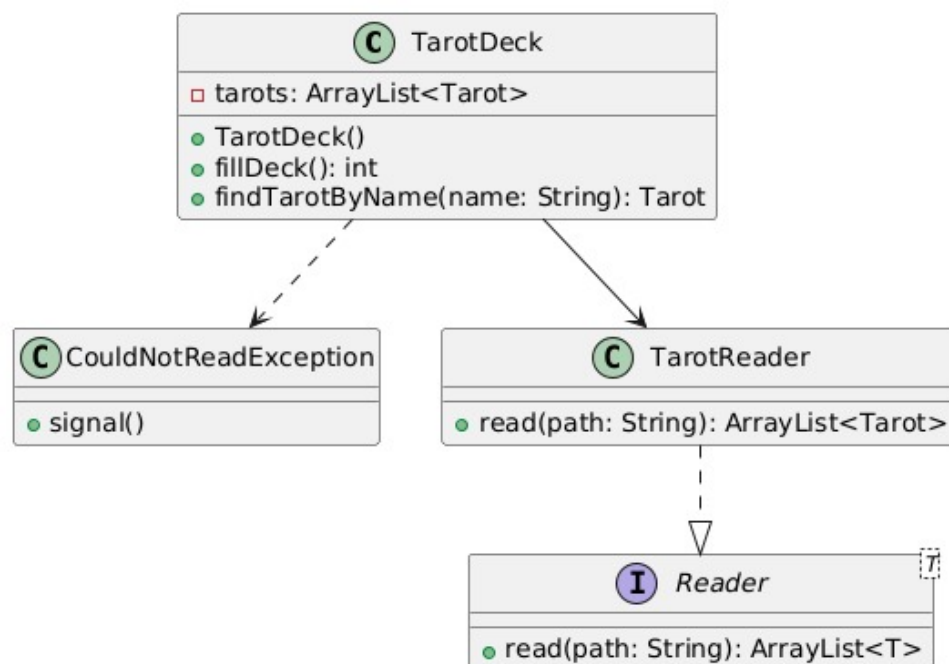 C TarotDeck
tarots: ArrayList<Tarot>
TarotDeck()
fillDeck(): int
findTarotByName(name: String): Tarot
C CouldNotReadException
signal()
C TarotReader
read(path: String): ArrayList<Tarot>
T
I Reader
read(path: String): ArrayList<T>